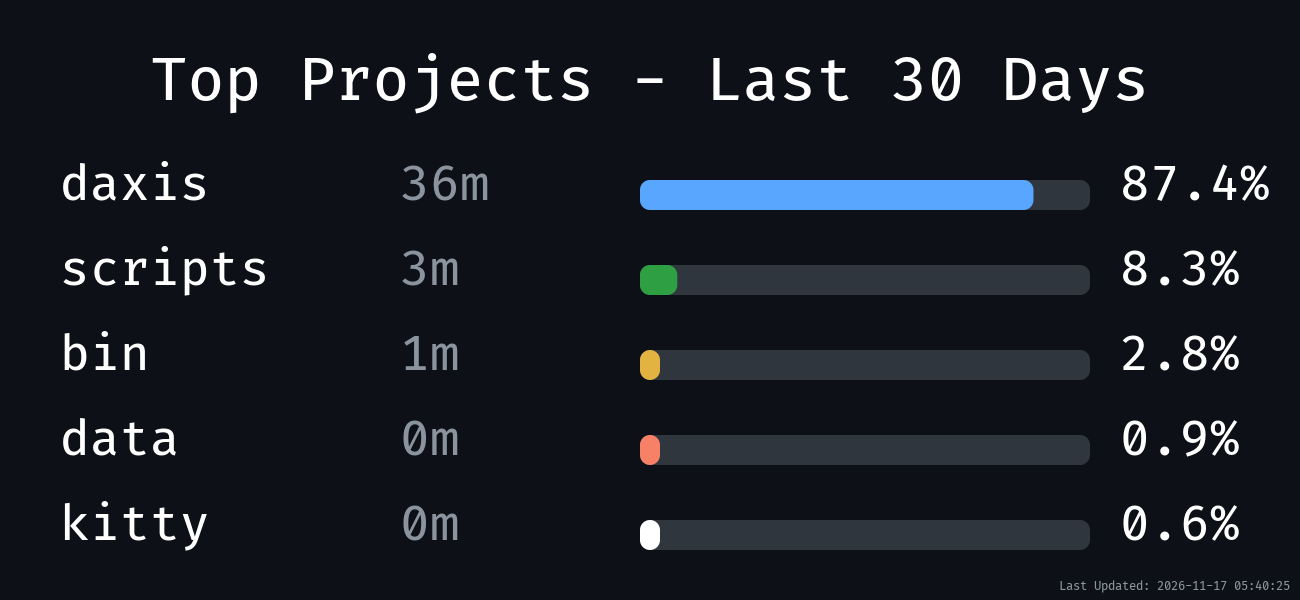 Top Projects - Last 30 Days
daxis 36m 87.4%
scripts 3m 8.3%
bin 1m 2.8%
data 0m 0.9%
kitty 0m 0.6%
Last Updated: 2026-11-17 05:40:25